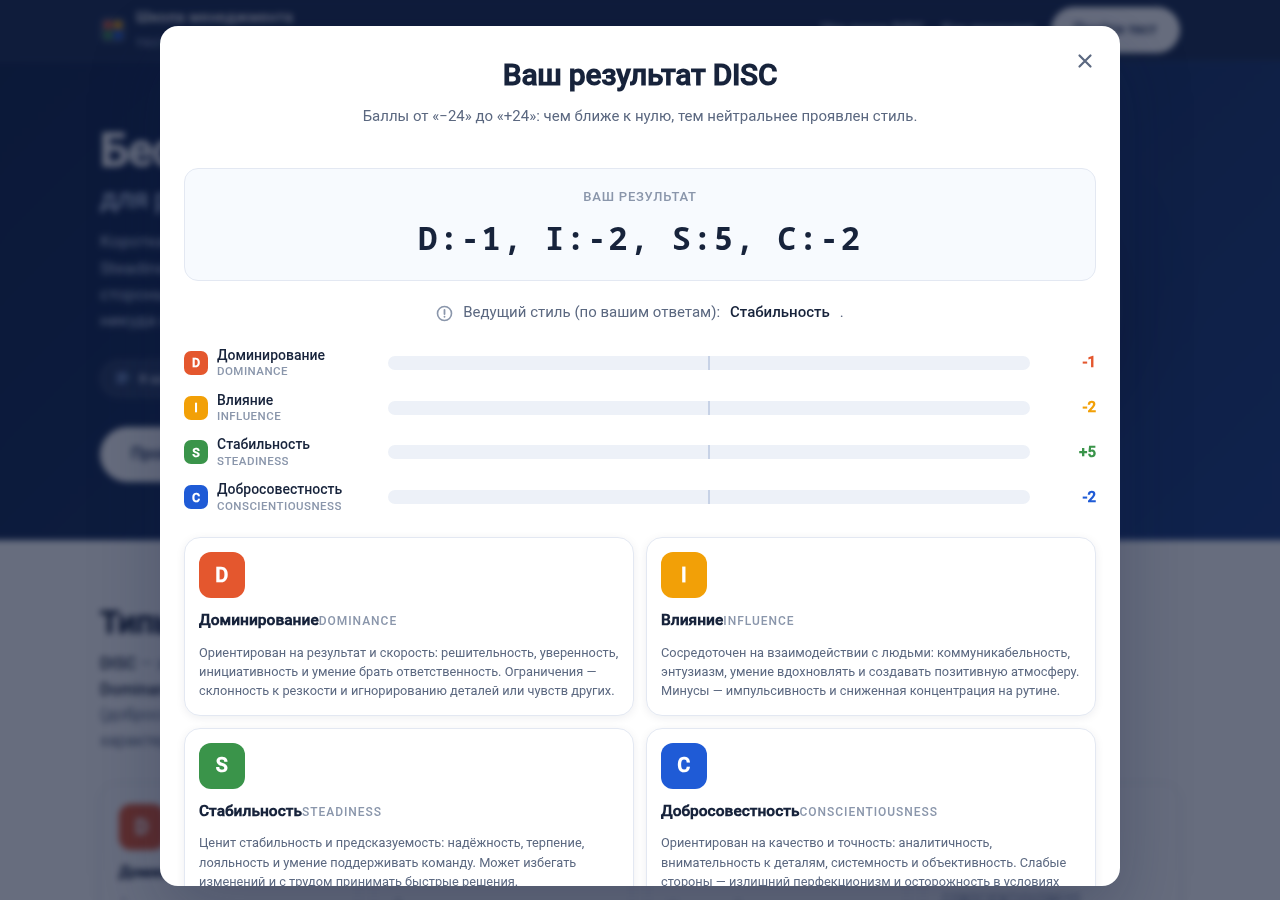 Школа менеджмента
Ваш результат DISC
Баллы от «−24» до «+24»: чем ближе к нулю, тем нейтральнее проявлен стиль.
ВАШ РЕЗУЛЬТАТ
D:-1, I:-2, S:5, C:-2
Ведущий стиль (по вашим ответам): Стабильность .
D Доминирование -1
DOMINANCE
I Влияние -2
INFLUENCE
S Стабильность +5
STEADINESS
C Добросовестность -2
CONSCIENTIOUSNESS
D
ДоминированиеDOMINANCE
Ориентирован на результат и скорость: решительность, уверенность,
инициативность и умение брать ответственность. Ограничения —
склонность к резкости и игнорированию деталей или чувств других.
I
ВлияниеINFLUENCE
Сосредоточен на взаимодействии с людьми: коммуникабельность,
энтузиазм, умение вдохновлять и создавать позитивную атмосферу.
Минусы — импульсивность и сниженная концентрация на рутине.
S
СтабильностьSTEADINESS
Ценит стабильность и предсказуемость: надёжность, терпение,
лояльность и умение поддерживать команду. Может избегать
изменений и с трудом принимать быстрые решения.
C
ДобросовестностьCONSCIENTIOUSNESS
Ориентирован на качество и точность: аналитичность,
внимательность к деталям, системность и объективность. Слабые
стороны — излишний перфекционизм и осторожность в условиях